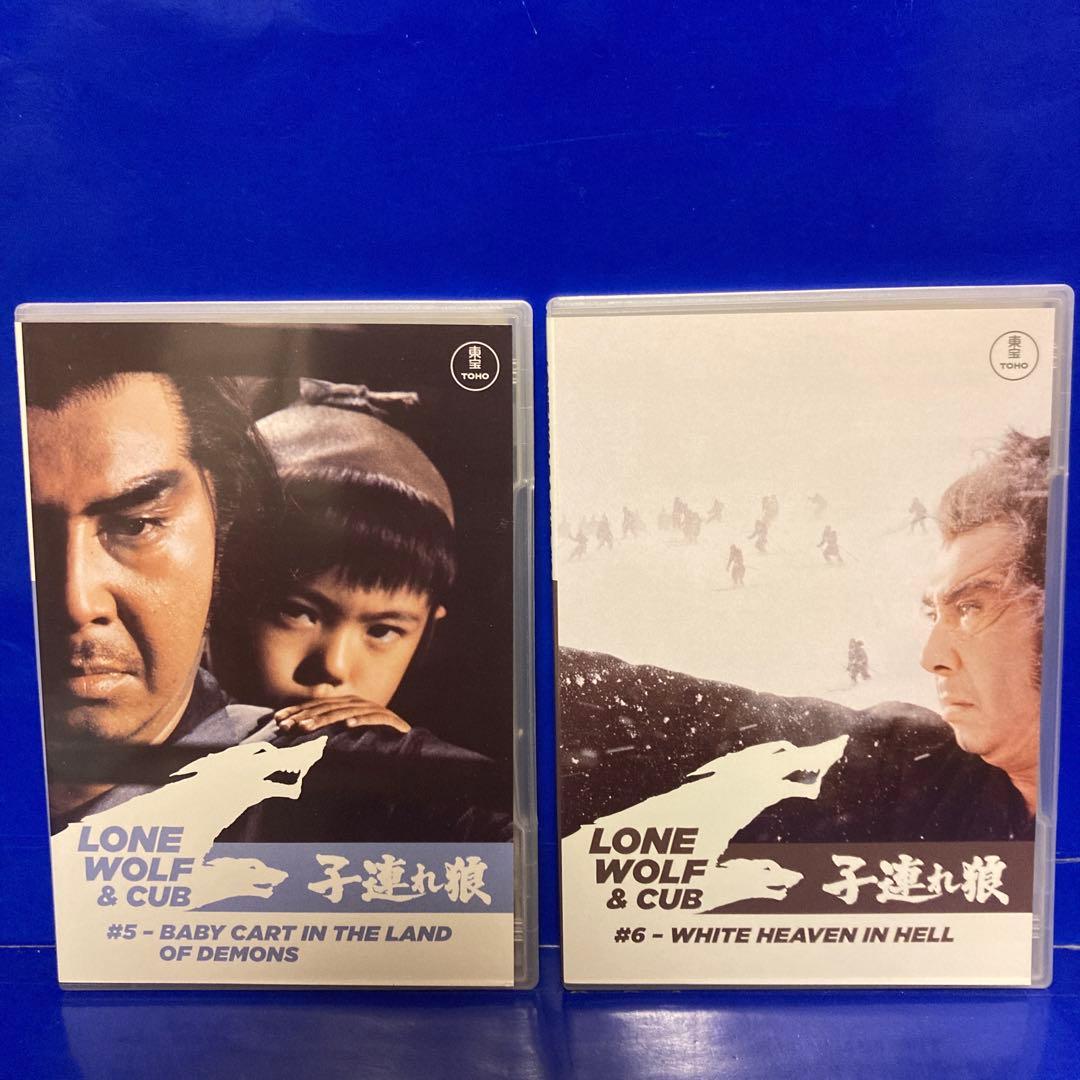 東
宝
TOHO
LONE
WOLF
& CUB
子連れ狼
#5 - BABY CART IN THE LAND
OF DEMONS
東
宝
TOHO
LONE
WOLF
& CUB
子連れ狼
#6 - WHITE HEAVEN IN HELL